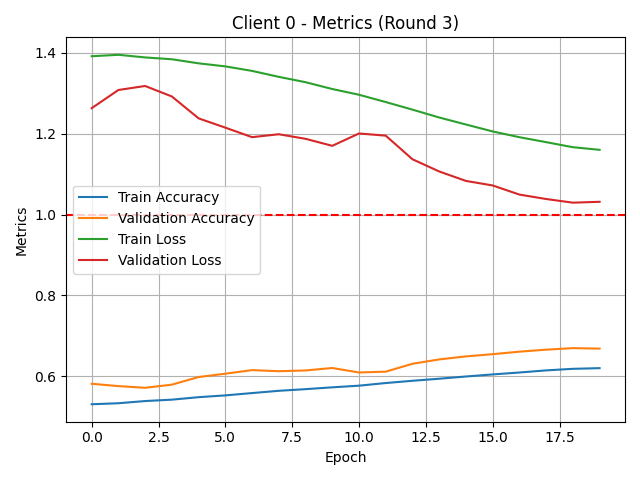 Client 0 - Metrics (Round 3)
1.4
1.2
1.0
0.8
0.6
Metrics
Train Accuracy
Validation Accuracy
Train Loss
Validation Loss
0.0 2.5 5.0 7.5 10.0 12.5 15.0 17.5
Epoch